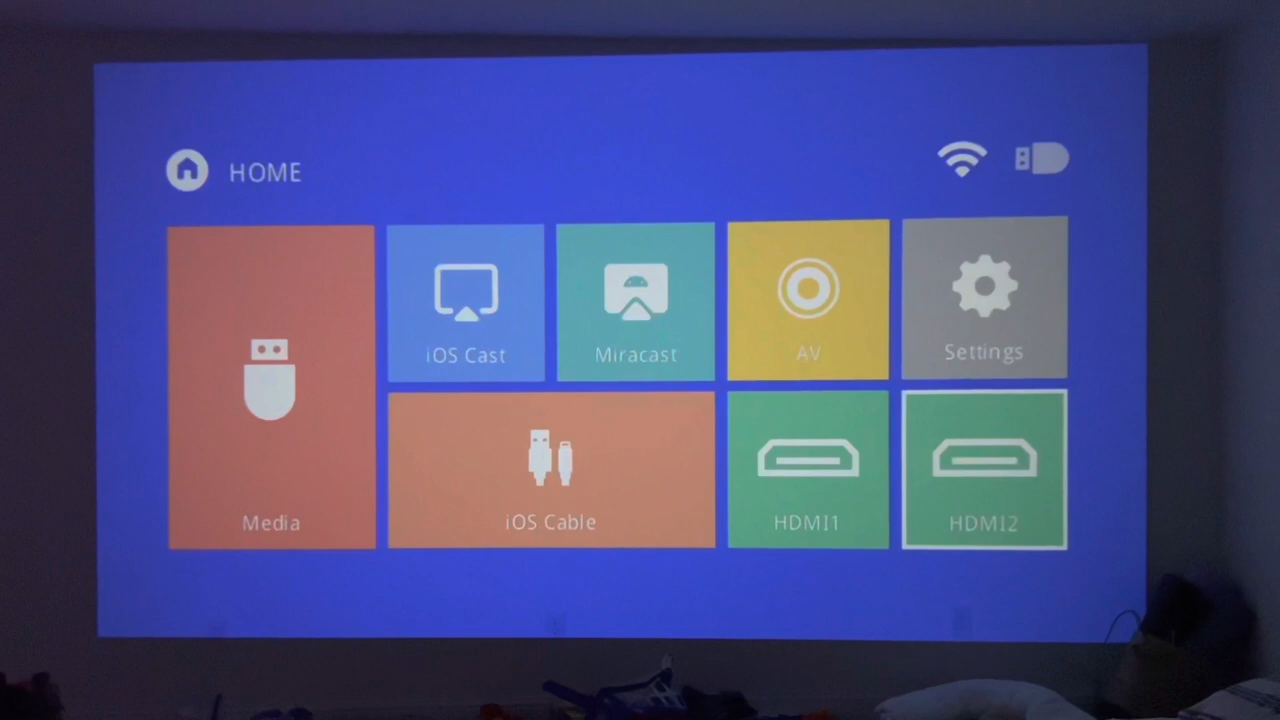 HOME
iOS Cast
Miracast
AV
Settings
Media
iOS Cable
HDMI1
HDMI2